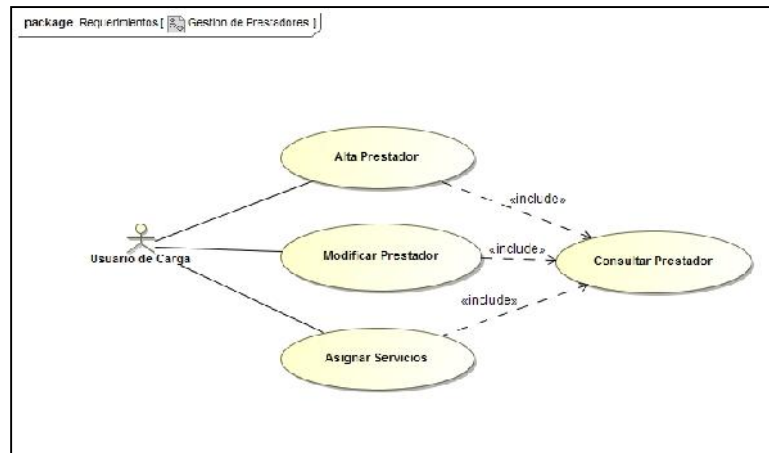 package Requerimientos [ Gestion de Prestadores ]
Alta Prestador
«include»
Usuario de Carga
Modificar Prestador
«include»
Consultar Prestador
«include»
Asignar Servicios